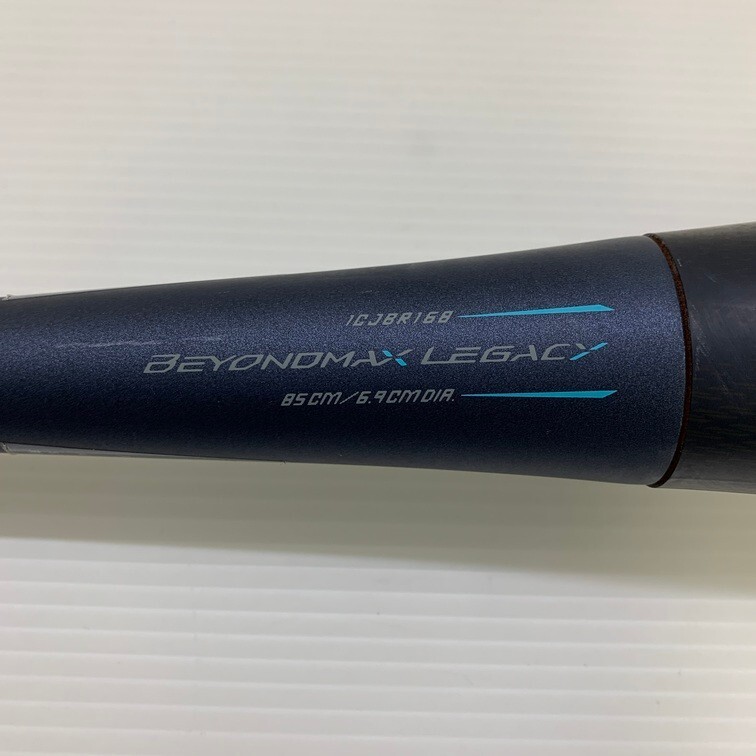 1CJBR168
BEYONDMAX LEGACY
85CM/6.9CM DIA.